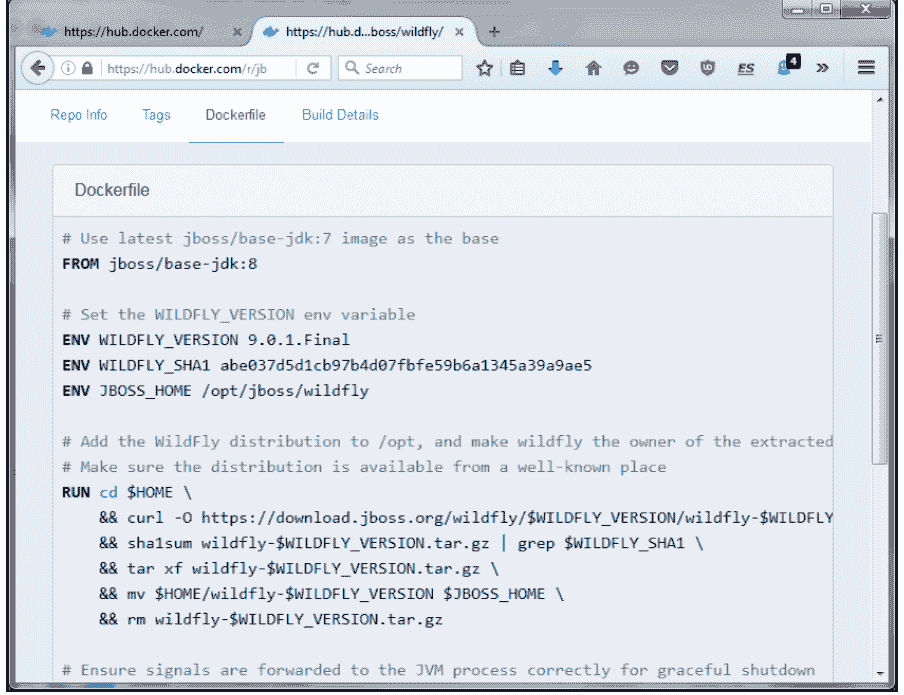 https://hub.docker.com/
https://hub.d...boss/wildfly/
https://hub.docker.com/r/jb
Search
ES
4
Repo Info
Tags
Dockerfile
Build Details
Dockerfile
# Use latest jboss/base-jdk:7 image as the base
FROM jboss/base-jdk:8
# Set the WILDFLY_VERSION env variable
ENV WILDFLY_VERSION 9.0.1.Final
ENV WILDFLY_SHA1 abe037d5d1cb97b4d07fbfe59b6a1345a39a9ae5
ENV JBOSS_HOME /opt/jboss/wildfly
# Add the WildFly distribution to /opt, and make wildfly the owner of the extracted
# Make sure the distribution is available from a well-known place
RUN cd $HOME \
&& curl -O https://download.jboss.org/wildfly/$WILDFLY_VERSION/wildfly-$WILDFLY
&& sha1sum wildfly-$WILDFLY_VERSION.tar.gz | grep $WILDFLY_SHA1 \
&& tar xf wildfly-$WILDFLY_VERSION.tar.gz \
&& mv $HOME/wildfly-$WILDFLY_VERSION $JBOSS_HOME \
&& rm wildfly-$WILDFLY_VERSION.tar.gz
# Ensure signals are forwarded to the JVM process correctly for graceful shutdown